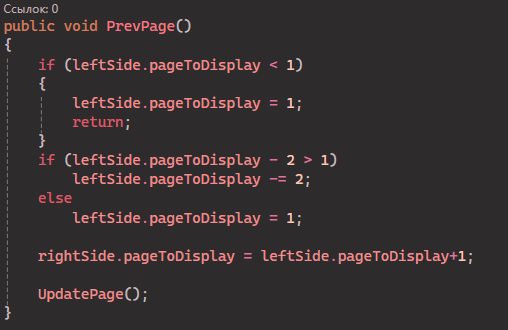 Ссылок: 0
public void PrevPage()
{
    if (leftSide.pageToDisplay < 1)
    {
        leftSide.pageToDisplay = 1;
        return;
    }
    if (leftSide.pageToDisplay - 2 > 1)
        leftSide.pageToDisplay -= 2;
    else
        leftSide.pageToDisplay = 1;

    rightSide.pageToDisplay = leftSide.pageToDisplay+1;

    UpdatePage();
}